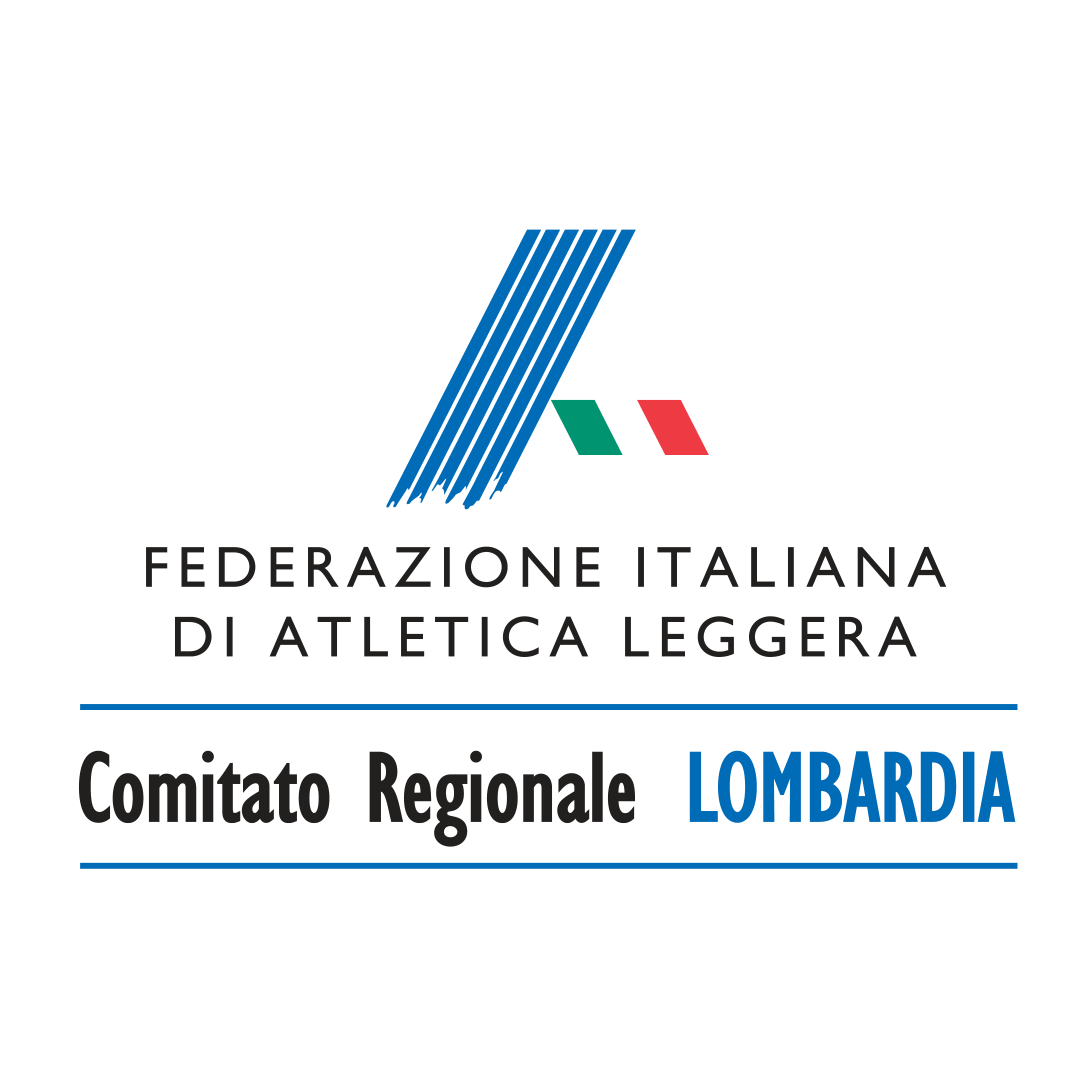 FEDERAZIONE ITALIANA
DI ATLETICA LEGGERA
Comitato Regionale LOMBARDIA